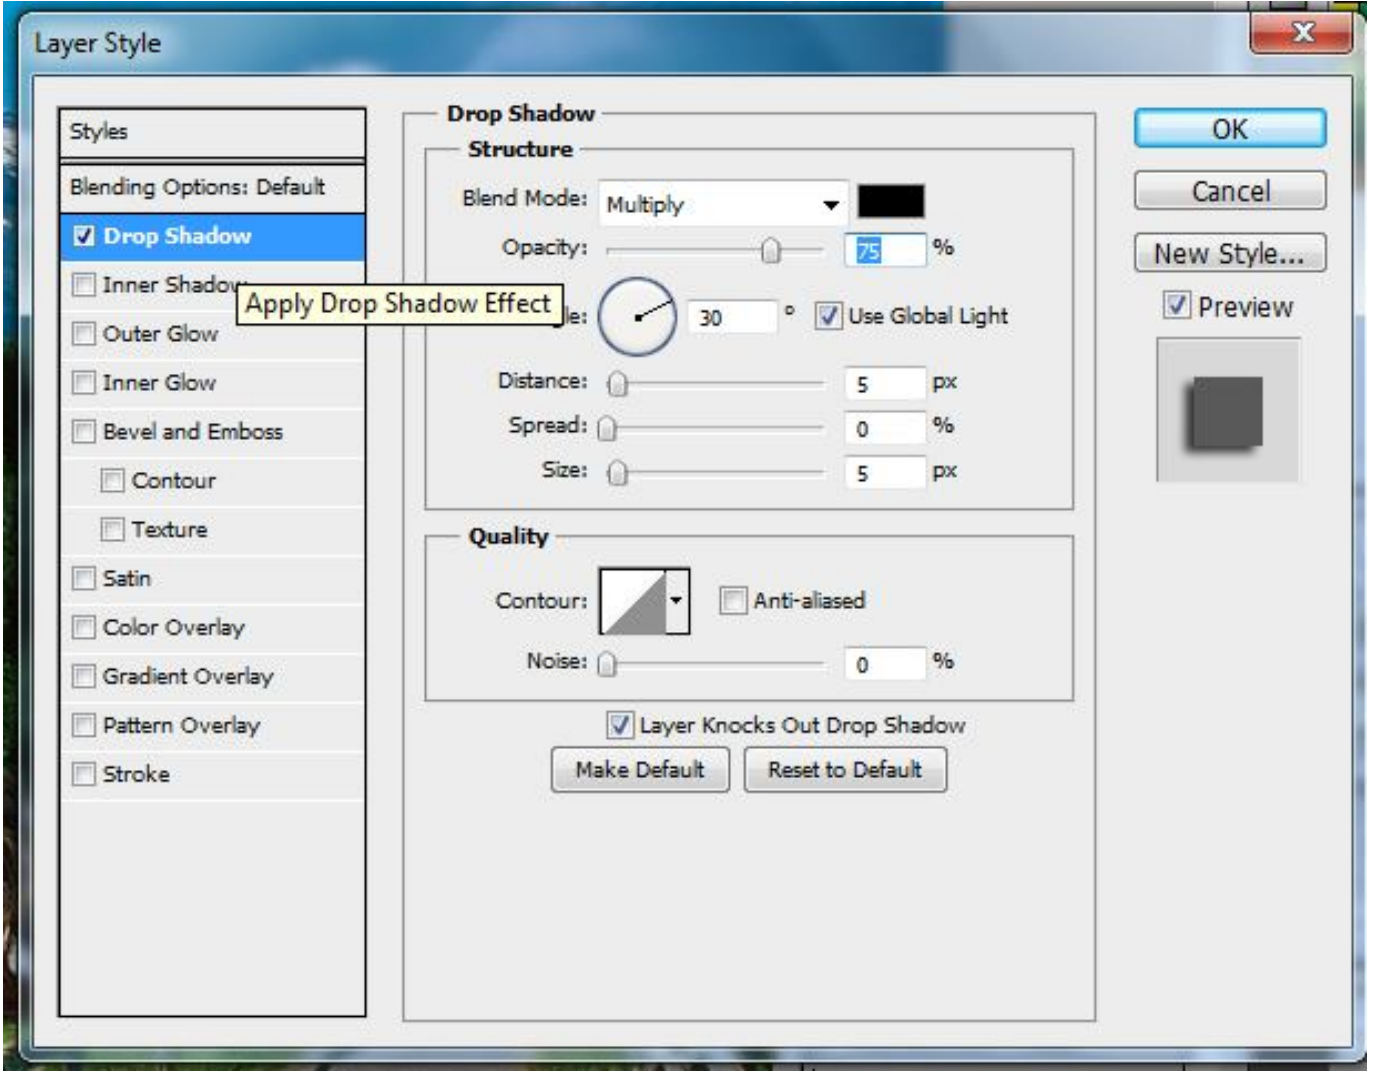 Layer Style
Styles
Blending Options: Default
Drop Shadow
Inner Shadow
Outer Glow
Inner Glow
Bevel and Emboss
Contour
Texture
Satin
Color Overlay
Gradient Overlay
Pattern Overlay
Stroke
Apply Drop Shadow Effect
Drop Shadow
Structure
Blend Mode: Multiply
Opacity: 75 %
le: 30 ° Use Global Light
Distance: 5 px
Spread: 0 %
Size: 5 px
Quality
Contour: Anti-aliased
Noise: 0 %
Layer Knocks Out Drop Shadow
Make Default Reset to Default
OK
Cancel
New Style...
Preview